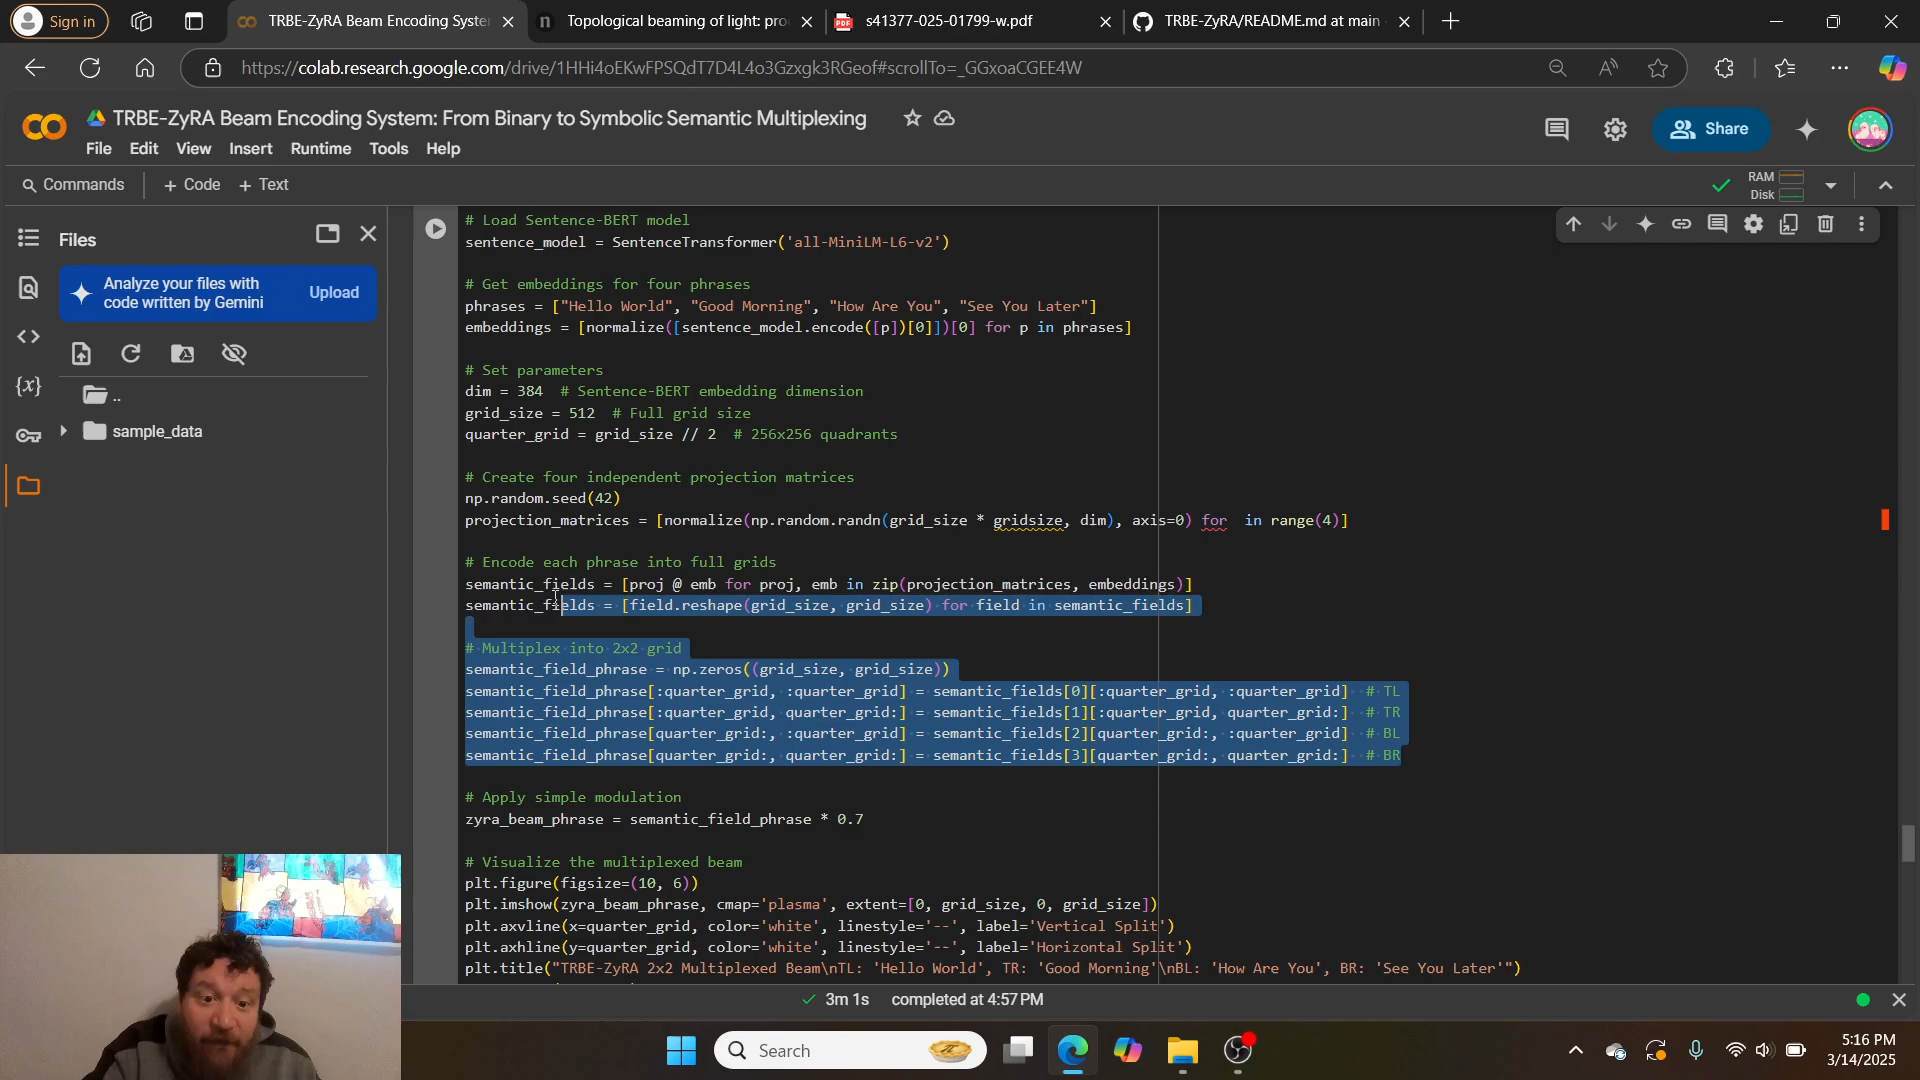 Sign in
TRBE-ZyRA Beam Encoding Syste
Topological beaming of light: pro
PDF
s41377-025-01799-w.pdf
TRBE-ZyRA/README.md at main
https://colab.research.google.com/drive/1HHi4oEKwFPSQdT7D4L4o3Gzxgk3RGeof#scrollTo=_GGxoaCGEE4W
TRBE-ZyRA Beam Encoding System: From Binary to Symbolic Semantic Multiplexing
File Edit View Insert Runtime Tools Help
Share
Commands + Code + Text
RAM
Disk
Files
Analyze your files with
code written by Gemini
Upload
..
sample_data
# Load Sentence-BERT model
sentence_model = SentenceTransformer('all-MiniLM-L6-v2')
# Get embeddings for four phrases
phrases = ["Hello World", "Good Morning", "How Are You", "See You Later"]
embeddings = [normalize([sentence_model.encode([p])[0]])[0] for p in phrases]
# Set parameters
dim = 384  # Sentence-BERT embedding dimension
grid_size = 512  # Full grid size
quarter_grid = grid_size // 2  # 256x256 quadrants
# Create four independent projection matrices
np.random.seed(42)
projection_matrices = [normalize(np.random.randn(grid_size * gridsize, dim), axis=0) for  in range(4)]
# Encode each phrase into full grids
semantic_fields = [proj @ emb for proj, emb in zip(projection_matrices, embeddings)]
semantic_fields = [field.reshape(grid_size, grid_size) for field in semantic_fields]
# Multiplex into 2x2 grid
semantic_field_phrase = np.zeros((grid_size, grid_size))
semantic_field_phrase[:quarter_grid, :quarter_grid] = semantic_fields[0][:quarter_grid, :quarter_grid]  # TL
semantic_field_phrase[:quarter_grid, quarter_grid:] = semantic_fields[1][:quarter_grid, quarter_grid:]  # TR
semantic_field_phrase[quarter_grid:, :quarter_grid] = semantic_fields[2][quarter_grid:, :quarter_grid]  # BL
semantic_field_phrase[quarter_grid:, quarter_grid:] = semantic_fields[3][quarter_grid:, quarter_grid:]  # BR
# Apply simple modulation
zyra_beam_phrase = semantic_field_phrase * 0.7
# Visualize the multiplexed beam
plt.figure(figsize=(10, 6))
plt.imshow(zyra_beam_phrase, cmap='plasma', extent=[0, grid_size, 0, grid_size])
plt.axvline(x=quarter_grid, color='white', linestyle='--', label='Vertical Split')
plt.axhline(y=quarter_grid, color='white', linestyle='--', label='Horizontal Split')
plt.title("TRBE-ZyRA 2x2 Multiplexed Beam\nTL: 'Hello World', TR: 'Good Morning'\nBL: 'How Are You', BR: 'See You Later'")
3m 1s completed at 4:57 PM
Search
5:16 PM
3/14/2025